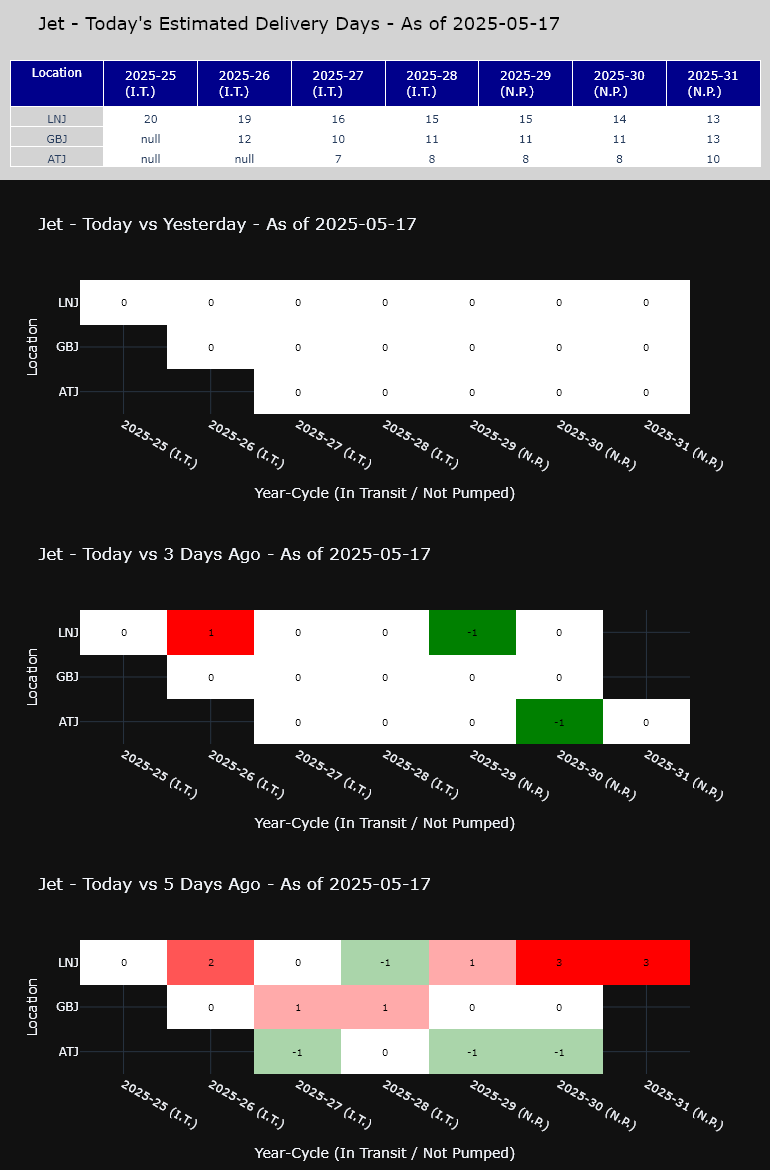 Jet - Today's Estimated Delivery Days - As of 2025-05-17
Location 2025-25 (I.T.) 2025-26 (I.T.) 2025-27 (I.T.) 2025-28 (I.T.) 2025-29 (N.P.) 2025-30 (N.P.) 2025-31 (N.P.)
LNJ 20 19 16 15 15 14 13
GBJ null 12 10 11 11 11 13
ATJ null null 7 8 8 8 10
Jet - Today vs Yesterday - As of 2025-05-17
Location
LNJ 0 0 0 0 0 0 0
GBJ 0 0 0 0 0 0
ATJ 0 0 0 0 0
2025-25 (I.T.) 2025-26 (I.T.) 2025-27 (I.T.) 2025-28 (I.T.) 2025-29 (N.P.) 2025-30 (N.P.) 2025-31 (N.P.)
Year-Cycle (In Transit / Not Pumped)
Jet - Today vs 3 Days Ago - As of 2025-05-17
Location
LNJ 0 1 0 0 -1 0
GBJ 0 0 0 0 0
ATJ 0 0 0 -1 0
2025-25 (I.T.) 2025-26 (I.T.) 2025-27 (I.T.) 2025-28 (I.T.) 2025-29 (N.P.) 2025-30 (N.P.) 2025-31 (N.P.)
Year-Cycle (In Transit / Not Pumped)
Jet - Today vs 5 Days Ago - As of 2025-05-17
Location
LNJ 0 2 0 -1 1 3 3
GBJ 0 1 1 0 0
ATJ -1 0 -1 -1
2025-25 (I.T.) 2025-26 (I.T.) 2025-27 (I.T.) 2025-28 (I.T.) 2025-29 (N.P.) 2025-30 (N.P.) 2025-31 (N.P.)
Year-Cycle (In Transit / Not Pumped)